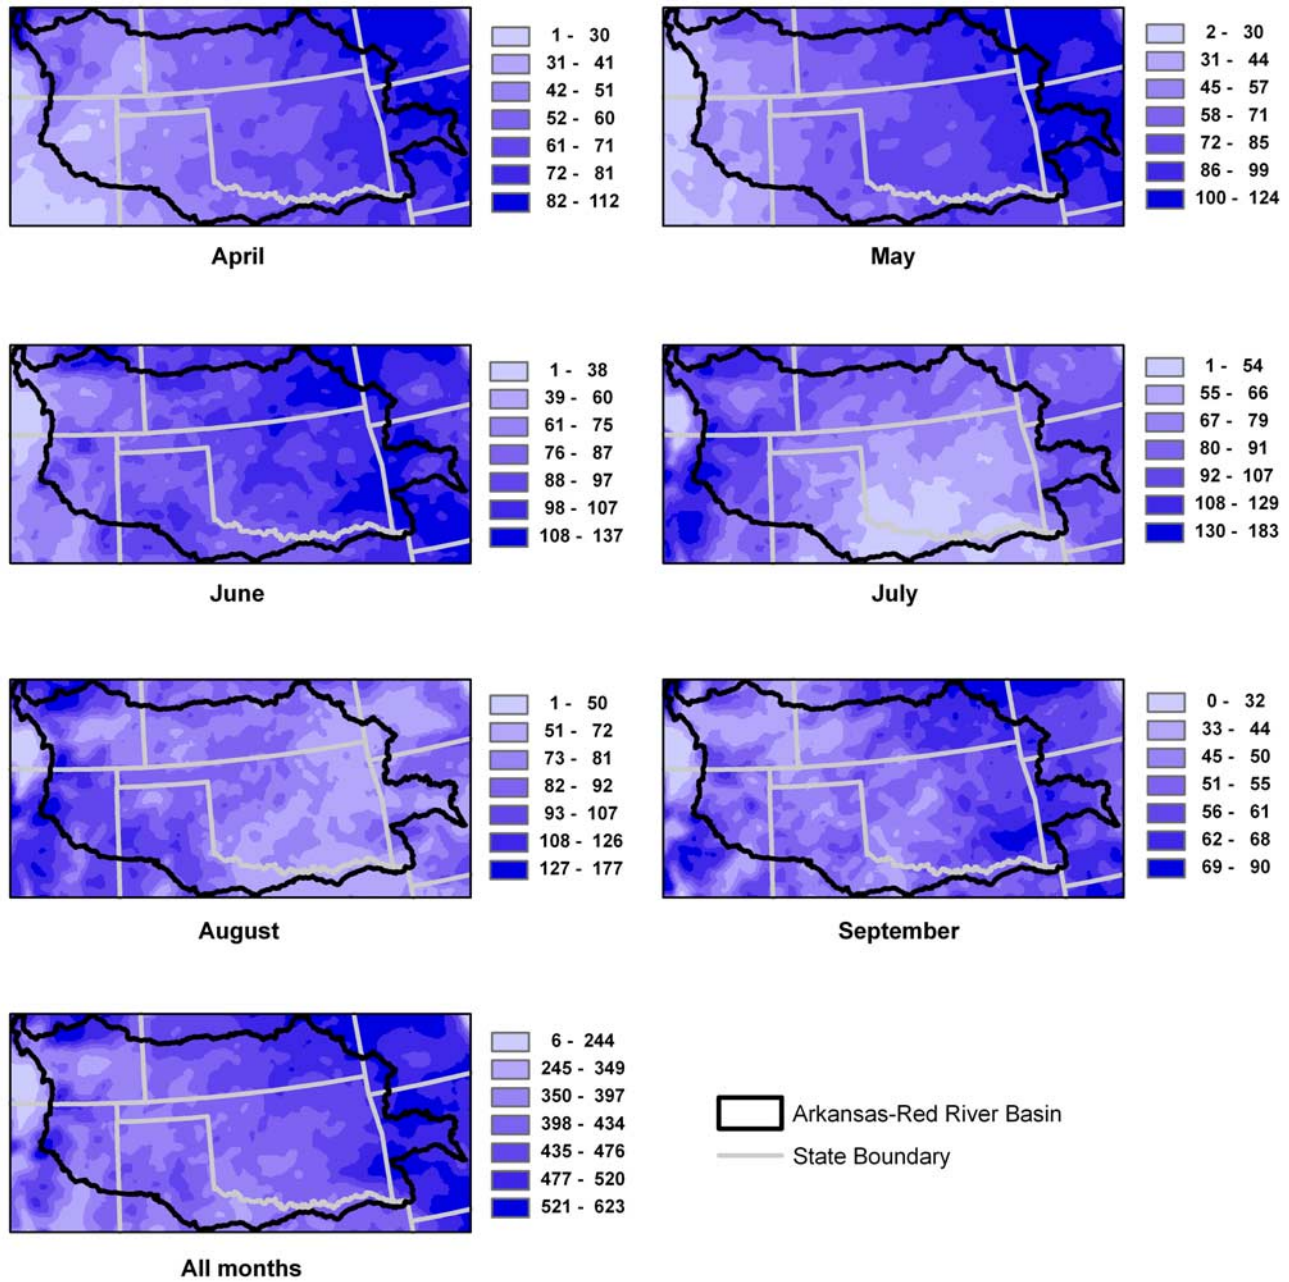 1 - 30
31 - 41
42 - 51
52 - 60
61 - 71
72 - 81
82 - 112
April
2 - 30
31 - 44
45 - 57
58 - 71
72 - 85
86 - 99
100 - 124
May
1 - 38
39 - 60
61 - 75
76 - 87
88 - 97
98 - 107
108 - 137
June
1 - 54
55 - 66
67 - 79
80 - 91
92 - 107
108 - 129
130 - 183
July
1 - 50
51 - 72
73 - 81
82 - 92
93 - 107
108 - 126
127 - 177
August
0 - 32
33 - 44
45 - 50
51 - 55
56 - 61
62 - 68
69 - 90
September
6 - 244
245 - 349
350 - 397
398 - 434
435 - 476
477 - 520
521 - 623
All months
Arkansas-Red River Basin
State Boundary